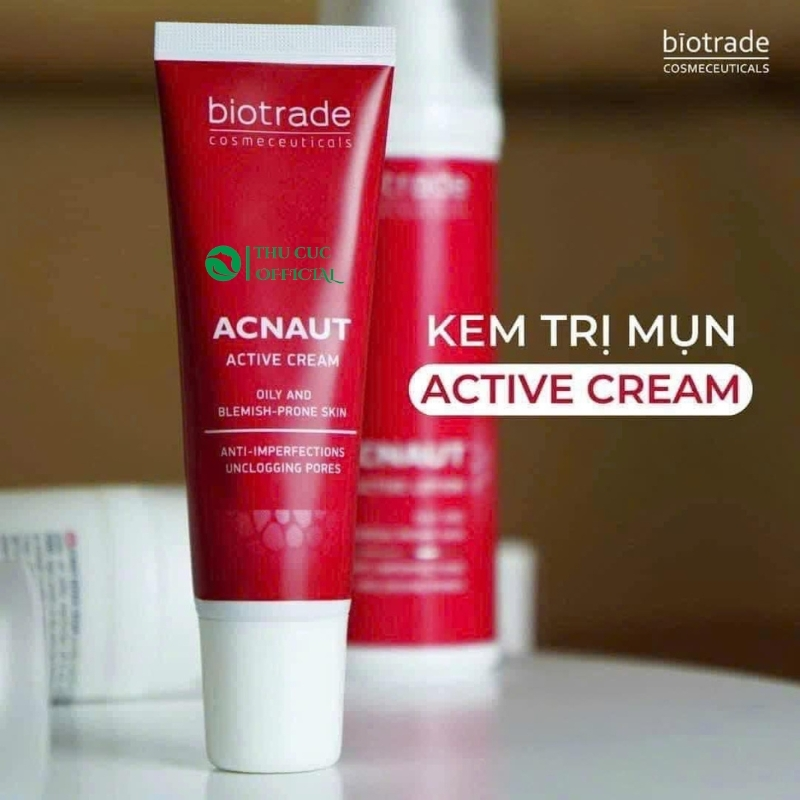 biotrade
COSMECEUTICALS
biotrade
cosmeceuticals
THU CUC
OFFICIAL
ACNAUT
ACTIVE CREAM
OILY AND
BLEMISH-PRONE SKIN
ANTI-IMPERFECTIONS
UNCLOGGING PORES
KEM TRỊ MỤN
ACTIVE CREAM